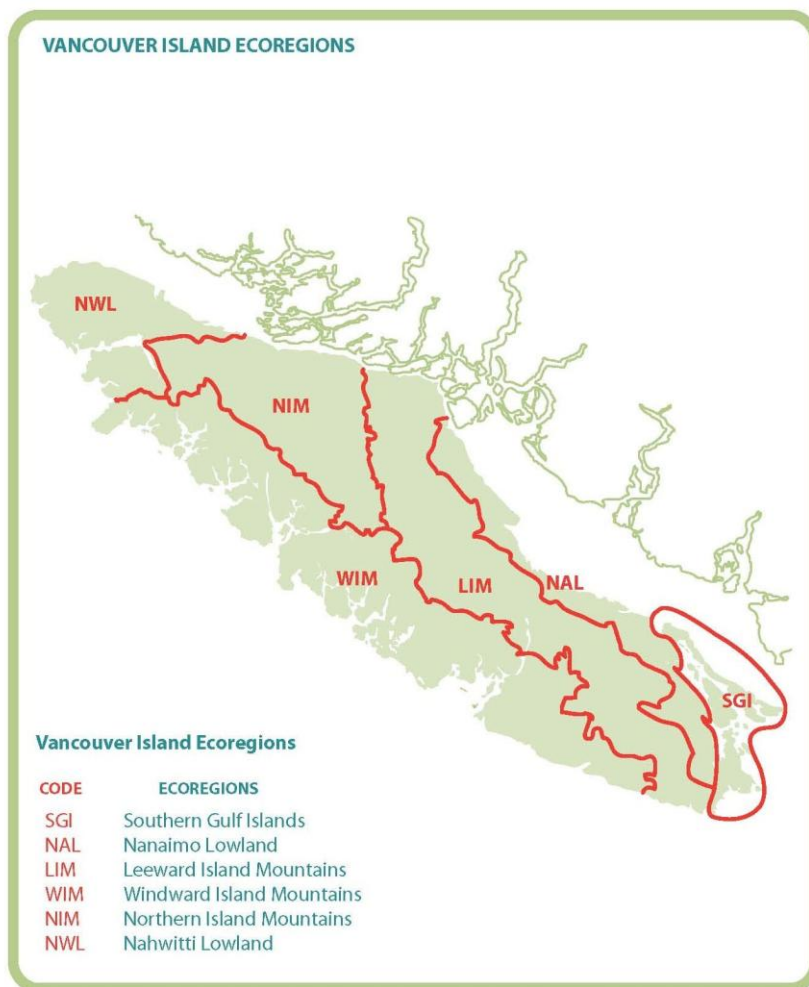 VANCOUVER ISLAND ECOREGIONS
NWL
NIM
WIM
LIM
NAL
SGI
Vancouver Island Ecoregions
CODE ECOREGIONS
SGI Southern Gulf Islands
NAL Nanaimo Lowland
LIM Leeward Island Mountains
WIM Windward Island Mountains
NIM Northern Island Mountains
NWL Nahwitti Lowland